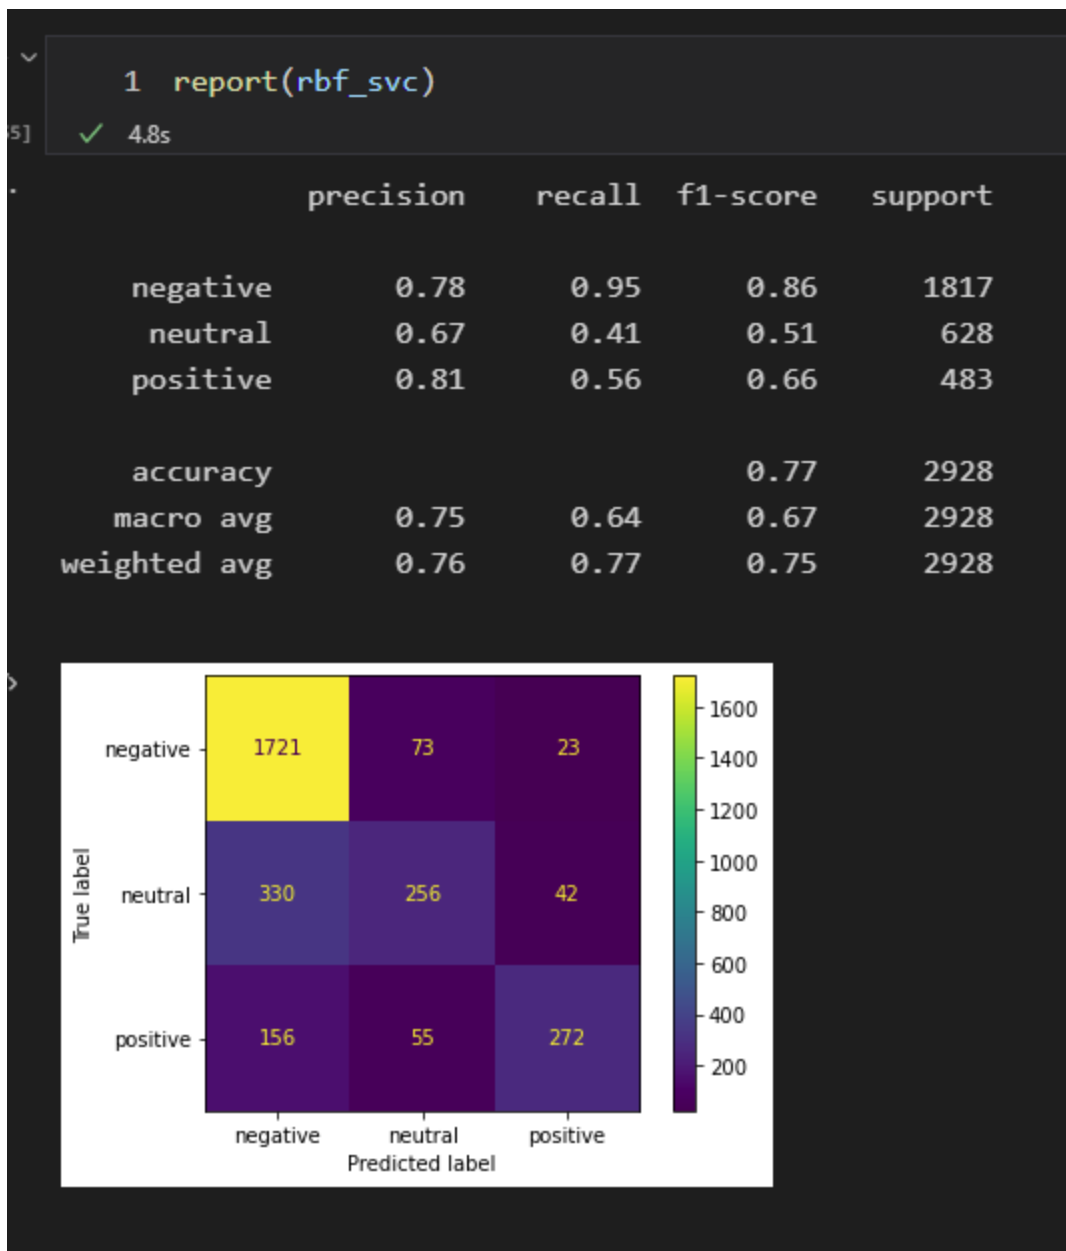 1 report(rbf_svc)
5] ✓ 4.8s
precision recall f1-score support
negative 0.78 0.95 0.86 1817
neutral 0.67 0.41 0.51 628
positive 0.81 0.56 0.66 483
accuracy 0.77 2928
macro avg 0.75 0.64 0.67 2928
weighted avg 0.76 0.77 0.75 2928
1600
negative 1721 73 23
1400
1200
1000
True label
neutral 330 256 42
800
600
400
positive 156 55 272
200
negative neutral positive
Predicted label